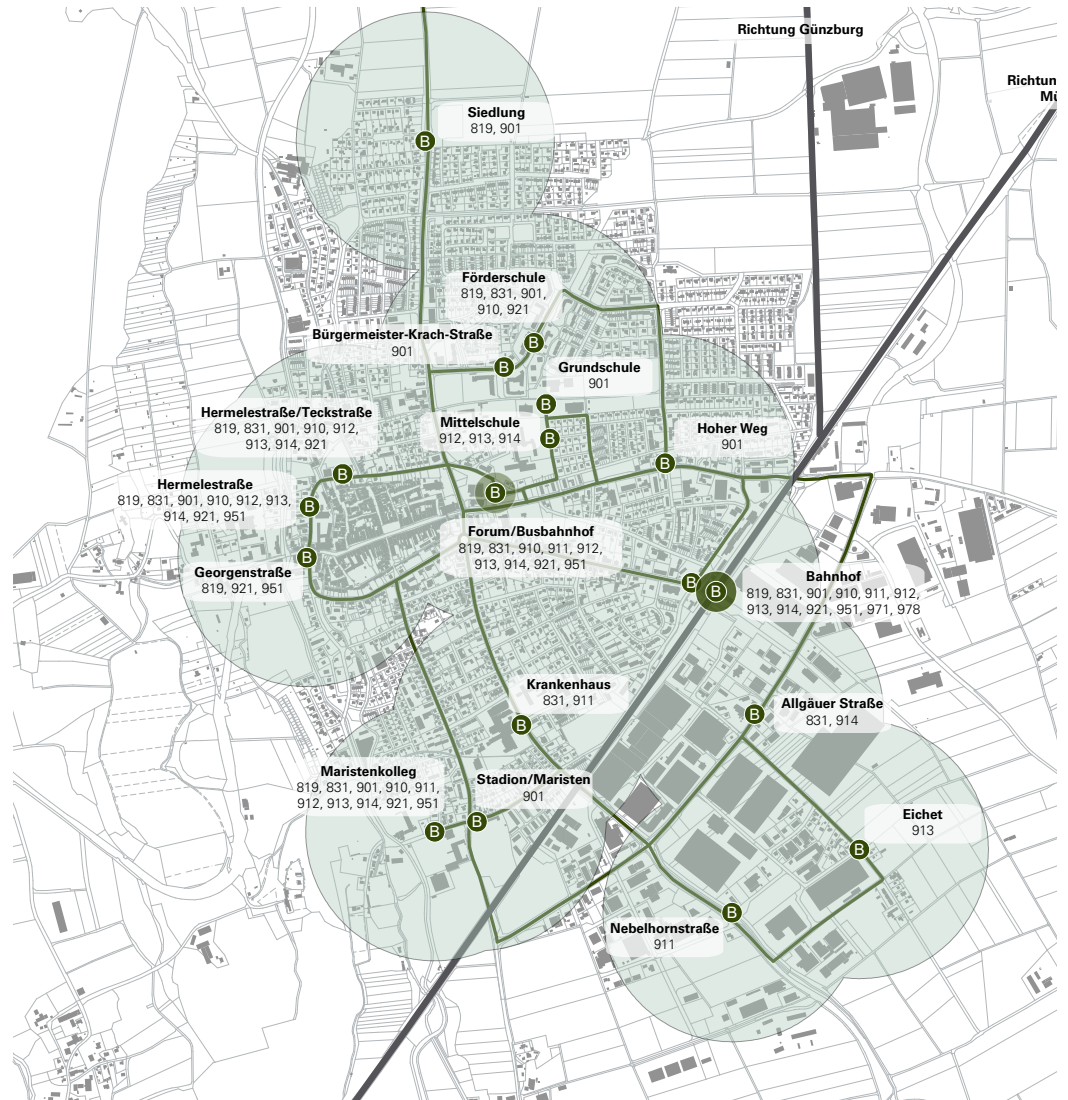 Richtung Günzburg
Richtun
Mü
Siedlung
819, 901
B
Förderschule
819, 831, 901,
910, 921
Bürgermeister-Krach-Straße
901
B
B
Grundschule
901
B
Hermelestraße/Teckstraße
819, 831, 901, 910, 912,
913, 914, 921
Mittelschule
912, 913, 914
B
Hoher Weg
901
B
B
Hermelestraße
819, 831, 901, 910, 912, 913,
914, 921, 951
B
B
Forum/Busbahnhof
819, 831, 910, 911, 912,
913, 914, 921, 951
Georgenstraße
819, 921, 951
B
B
B
Bahnhof
819, 831, 901, 910, 911, 912,
913, 914, 921, 951, 971, 978
Krankenhaus
831, 911
B
Allgäuer Straße
831, 914
B
Maristenkolleg
819, 831, 901, 910, 911,
912, 913, 914, 921, 951
B
Stadion/Maristen
901
B
Eichet
913
B
Nebelhornstraße
911
B